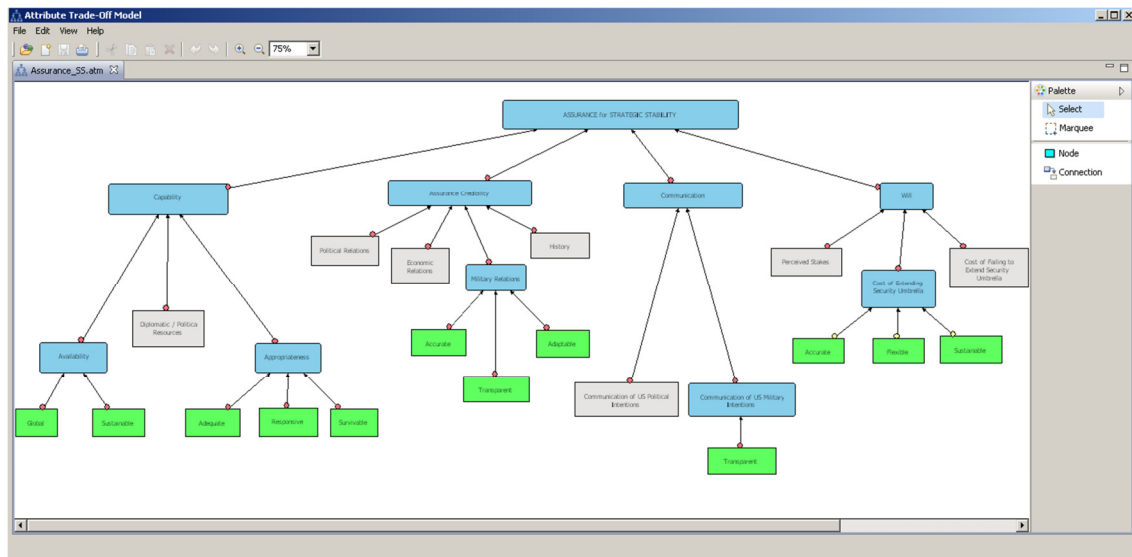 Attribute Trade-Off Model
File Edit View Help
75%
Assurance_SS.atm
Palette
Select
Marquee
Node
Connection
ASSURANCE for STRATEGIC STABILITY
Capability
Assurance Credibility
Communication
Will
Political Relations
Economic
Relations
Military Relations
History
Perceived Stakes
Cost of Extending
Security Umbrella
Cost of Failing to
Extend Security
Umbrella
Diplomatic / Political
Resources
Availability
Appropriateness
Accurate
Transparent
Adaptable
Accurate
Flexible
Sustainable
Communication of US Political
Intentions
Communication of US Military
Intentions
Global
Sustainable
Adequate
Responsive
Survivable
Transparent